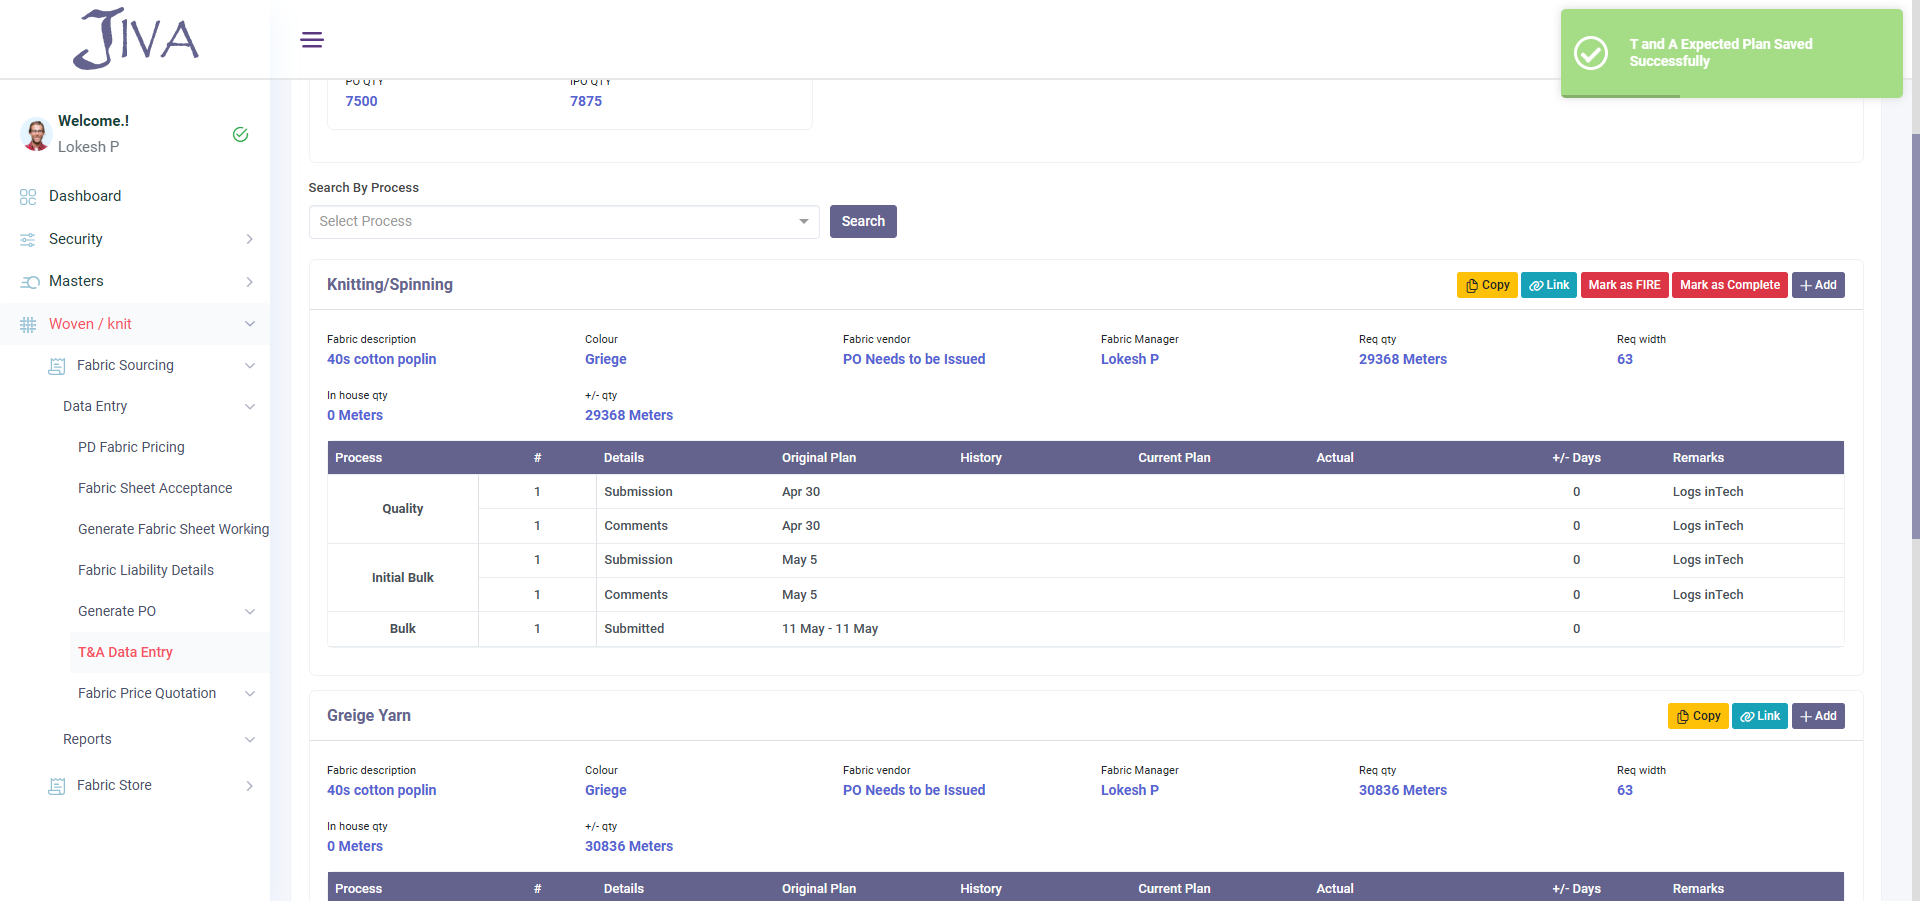 JIVA
T and A Expected Plan Saved
Successfully
Welcome.!
Lokesh P
Dashboard
Security
Masters
Woven / knit
Fabric Sourcing
Data Entry
PD Fabric Pricing
Fabric Sheet Acceptance
Generate Fabric Sheet Working
Fabric Liability Details
Generate PO
T&A Data Entry
Fabric Price Quotation
Reports
Fabric Store
PO QTY IPO QTY
7500 7875
Search By Process
Select Process Search
Knitting/Spinning Copy Link Mark as FIRE Mark as Complete Add
Fabric description Colour Fabric vendor Fabric Manager Req qty Req width
40s cotton poplin Griege PO Needs to be Issued Lokesh P 29368 Meters 63
In house qty +/- qty
0 Meters 29368 Meters
Process # Details Original Plan History Current Plan Actual +/- Days Remarks
Quality 1 Submission Apr 30 0 Logs inTech
1 Comments Apr 30 0 Logs inTech
Initial Bulk 1 Submission May 5 0 Logs inTech
1 Comments May 5 0 Logs inTech
Bulk 1 Submitted 11 May - 11 May 0
Greige Yarn Copy Link Add
Fabric description Colour Fabric vendor Fabric Manager Req qty Req width
40s cotton poplin Griege PO Needs to be Issued Lokesh P 30836 Meters 63
In house qty +/- qty
0 Meters 30836 Meters
Process # Details Original Plan History Current Plan Actual +/- Days Remarks